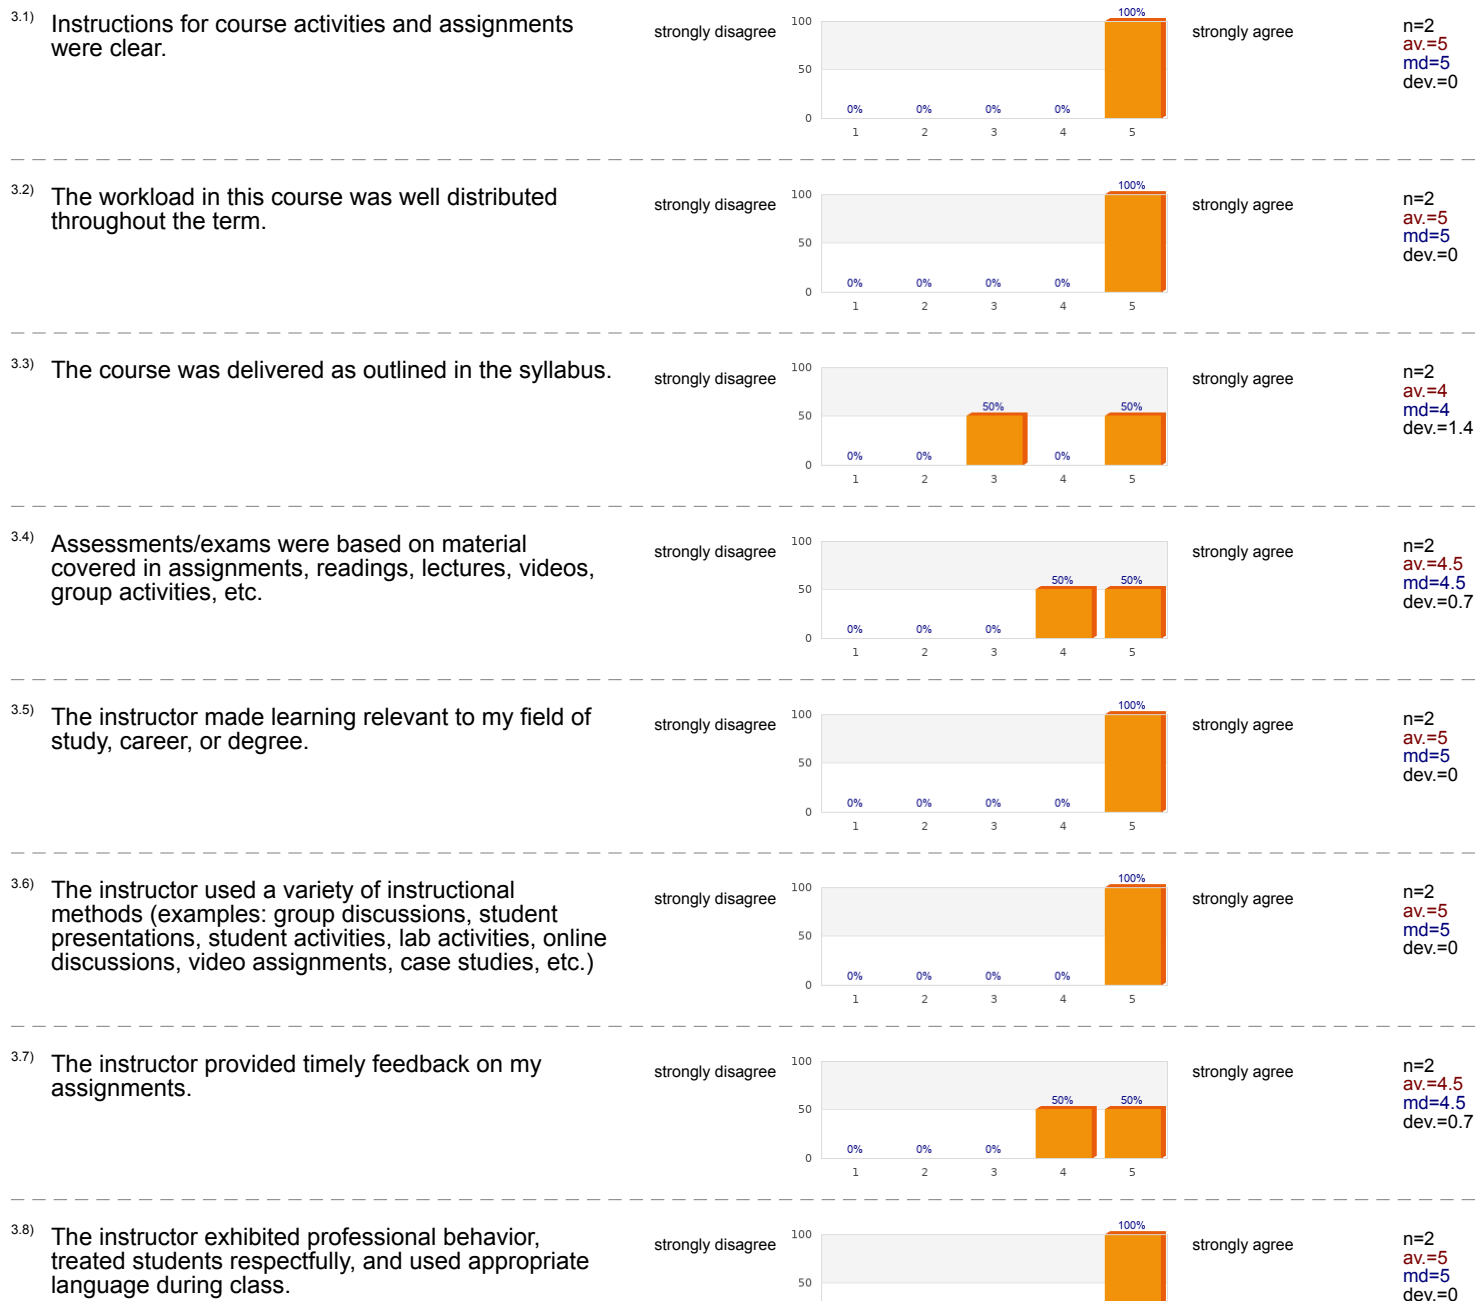 3.1) Instructions for course activities and assignments
were clear.
strongly disagree
100
50
0
0% 0% 0% 0% 100%
1 2 3 4 5
strongly agree
n=2
av.=5
md=5
dev.=0
3.2) The workload in this course was well distributed
throughout the term.
strongly disagree
100
50
0
0% 0% 0% 0% 100%
1 2 3 4 5
strongly agree
n=2
av.=5
md=5
dev.=0
3.3) The course was delivered as outlined in the syllabus.
strongly disagree
100
50
0
0% 0% 50% 0% 50%
1 2 3 4 5
strongly agree
n=2
av.=4
md=4
dev.=1.4
3.4) Assessments/exams were based on material
covered in assignments, readings, lectures, videos,
group activities, etc.
strongly disagree
100
50
0
0% 0% 0% 50% 50%
1 2 3 4 5
strongly agree
n=2
av.=4.5
md=4.5
dev.=0.7
3.5) The instructor made learning relevant to my field of
study, career, or degree.
strongly disagree
100
50
0
0% 0% 0% 0% 100%
1 2 3 4 5
strongly agree
n=2
av.=5
md=5
dev.=0
3.6) The instructor used a variety of instructional
methods (examples: group discussions, student
presentations, student activities, lab activities, online
discussions, video assignments, case studies, etc.)
strongly disagree
100
50
0
0% 0% 0% 0% 100%
1 2 3 4 5
strongly agree
n=2
av.=5
md=5
dev.=0
3.7) The instructor provided timely feedback on my
assignments.
strongly disagree
100
50
0
0% 0% 0% 50% 50%
1 2 3 4 5
strongly agree
n=2
av.=4.5
md=4.5
dev.=0.7
3.8) The instructor exhibited professional behavior,
treated students respectfully, and used appropriate
language during class.
strongly disagree
100
50
100%
strongly agree
n=2
av.=5
md=5
dev.=0